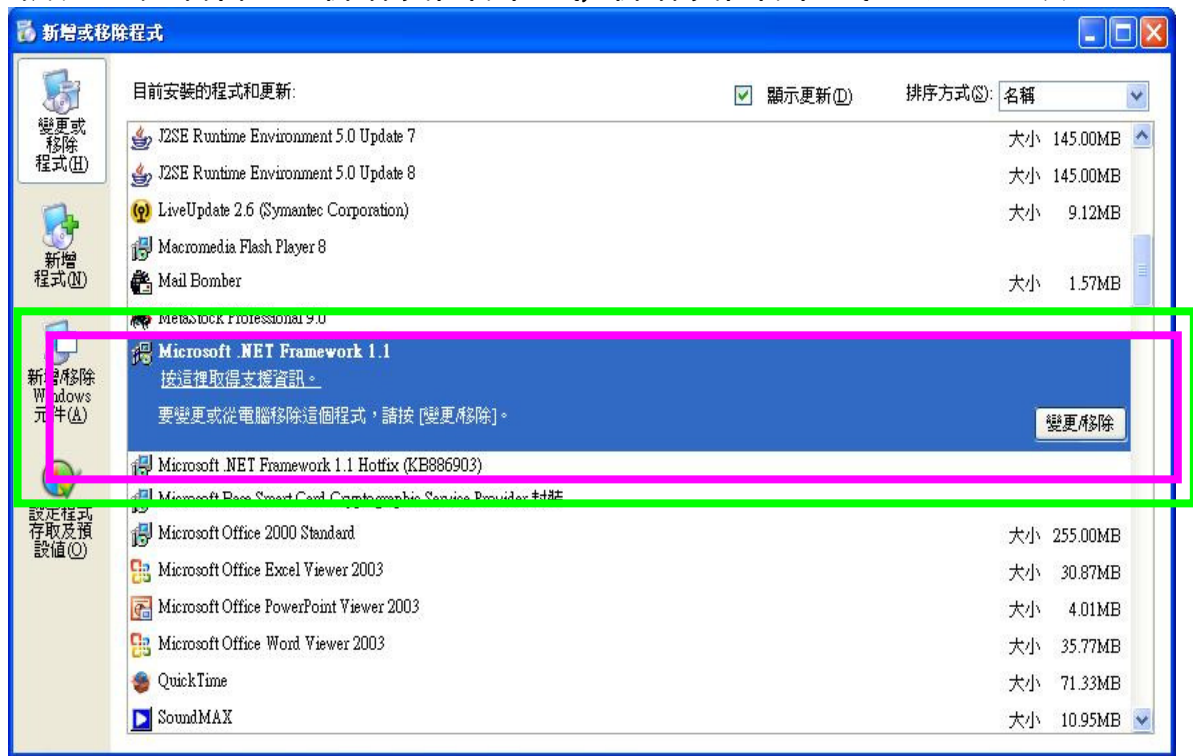 新增或移除程式
變更或
移除
程式(H)
新增
程式(N)
新增/移除
Windows
元件(A)
設定程式
存取及預
設值(O)
目前安裝的程式和更新:
顯示更新(D)
排序方式(S): 名稱
J2SE Runtime Environment 5.0 Update 7 大小 145.00MB
J2SE Runtime Environment 5.0 Update 8 大小 145.00MB
LiveUpdate 2.6 (Symantec Corporation) 大小 9.12MB
Macromedia Flash Player 8
Mail Bomber 大小 1.57MB
MetaStock Professional 9.0
Microsoft .NET Framework 1.1
按這裡取得支援資訊。
要變更或從電腦移除這個程式,請按 [變更/移除]。
變更/移除
Microsoft .NET Framework 1.1 Hotfix (KB886903)
Microsoft Base Smart Card Cryptographic Service Provider 封裝
Microsoft Office 2000 Standard 大小 255.00MB
Microsoft Office Excel Viewer 2003 大小 30.87MB
Microsoft Office PowerPoint Viewer 2003 大小 4.01MB
Microsoft Office Word Viewer 2003 大小 35.77MB
QuickTime 大小 71.33MB
SoundMAX 大小 10.95MB